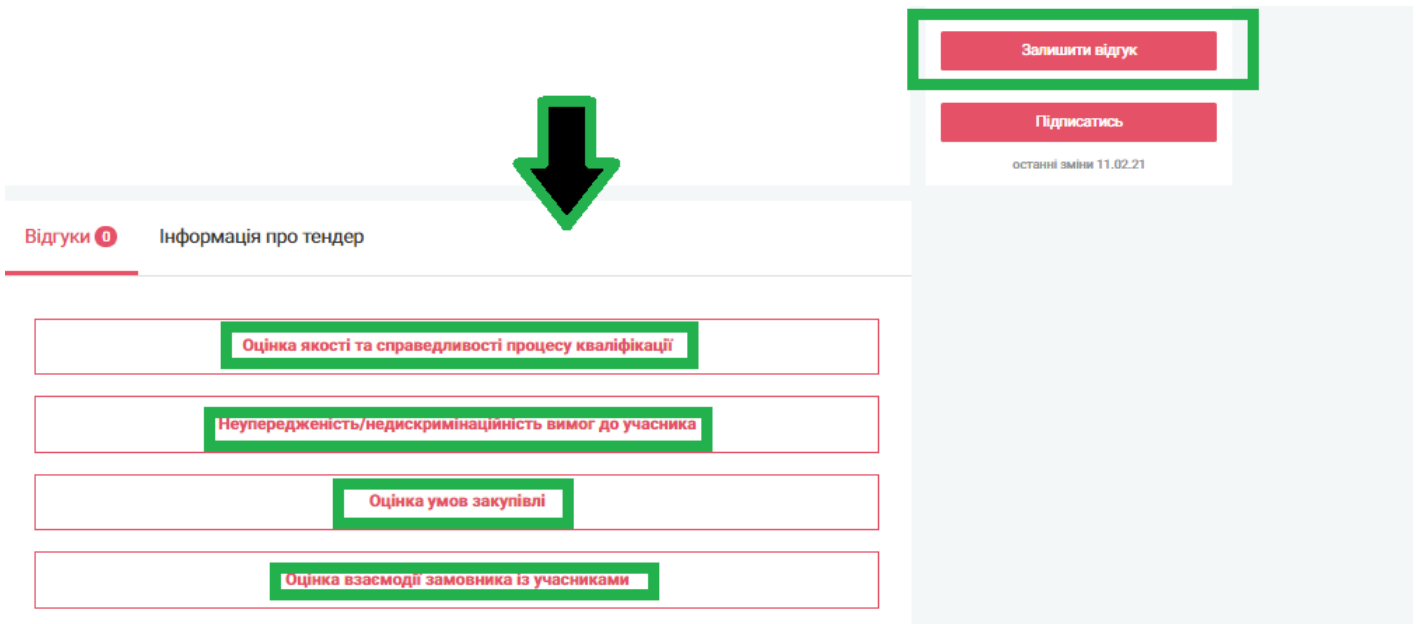 Залишити відгук
Підписатись
останні зміни 11.02.21
Відгуки 0 Інформація про тендер
Оцінка якості та справедливості процесу кваліфікації
Неупередженість/недискримінаційність вимог до учасника
Оцінка умов закупівлі
Оцінка взаємодії замовника із учасниками